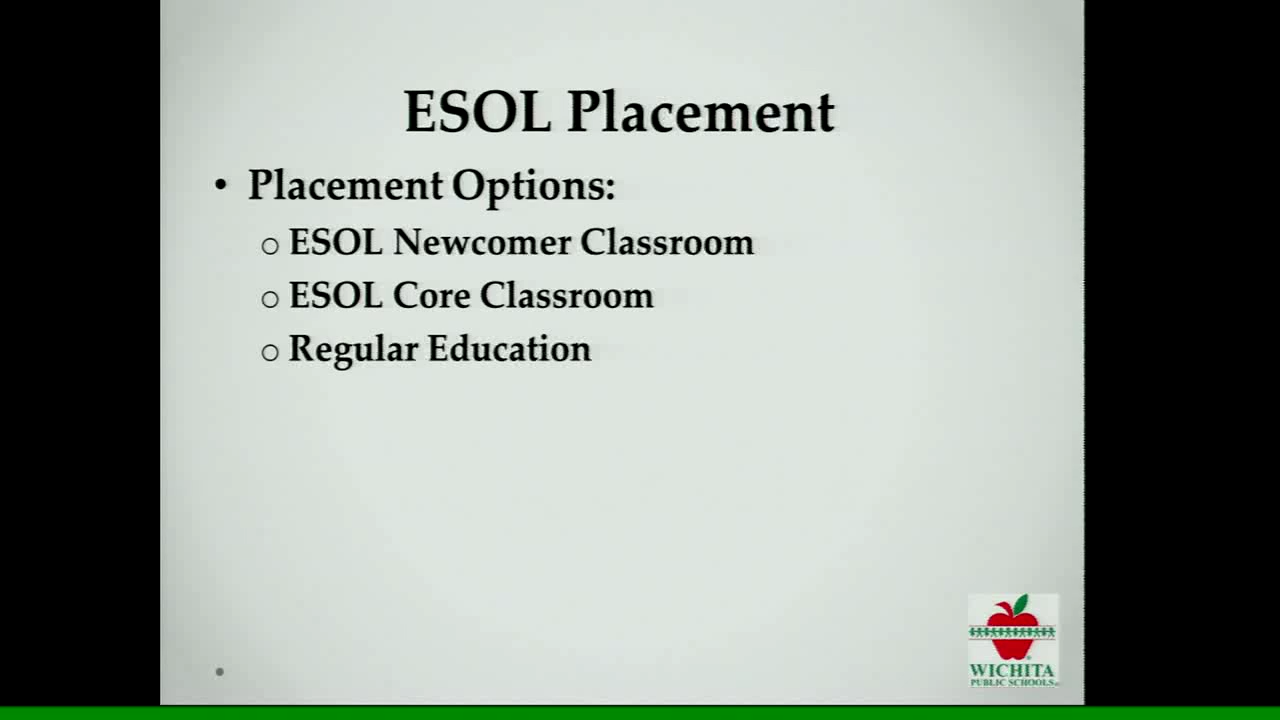 ESOL Placement
• Placement Options:
o ESOL Newcomer Classroom
o ESOL Core Classroom
o Regular Education
WICHITA
PUBLIC SCHOOLS